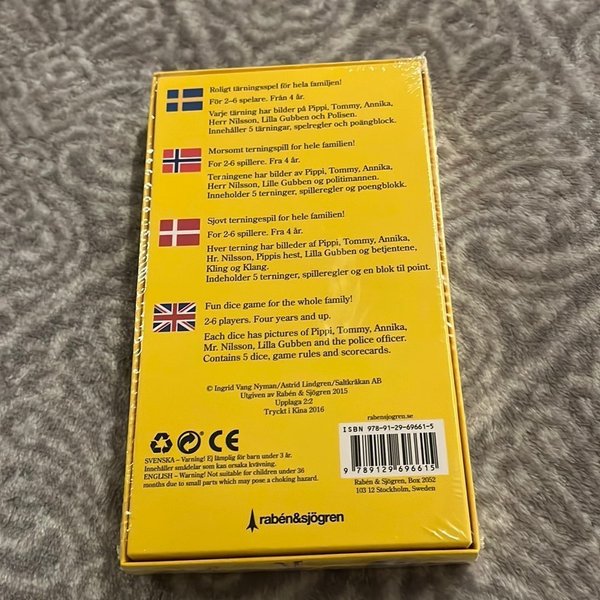 Roligt tärningsspel för hela familjen!
För 2–6 spelare. Från 4 år.
Varje tärning har bilder på Pippi, Tommy, Annika,
Herr Nilsson, Lilla Gubben och Polisen.
Innehåller 5 tärningar, spelregler och poängblock.
Morsomt terningspill for hele familien!
For 2-6 spillere. Fra 4 år.
Terningene har bilder av Pippi, Tommy, Annika,
Herr Nilsson, Lille Gubben og politimannen.
Inneholder 5 terninger, spilleregler og poengblokk.
Sjovt terningespil for hele familien!
For 2-6 spillere. Fra 4 år.
Hver terning har billeder af Pippi, Tommy, Annika,
Hr. Nilsson, Pippis hest, Lilla Gubben og betjentene,
Kling og Klang.
Indeholder 5 terninger, spilleregler og en blok til point.
Fun dice game for the whole family!
2-6 players. Four years and up.
Each dice has pictures of Pippi, Tommy, Annika,
Mr. Nilsson, Lilla Gubben and the police officer.
Contains 5 dice, game rules and scorecards.
© Ingrid Vang Nyman/Astrid Lindgren/Saltkråkan AB
Utgiven av Rabén & Sjögren 2015
Upplaga 2:2
Tryckt i Kina 2016
0-3
CE
SVENSKA – Varning! Ej lämplig för barn under 3 år.
Innehåller smådelar som kan orsaka kvävning.
ENGLISH – Warning! Not suitable for children under 36
months due to small parts which may pose a choking hazard.
rabensjogren.se
ISBN 978-91-29-69661-5
9 789129 696615
Rabén & Sjögren, Box 2052
103 12 Stockholm, Sweden
rabén&sjögren